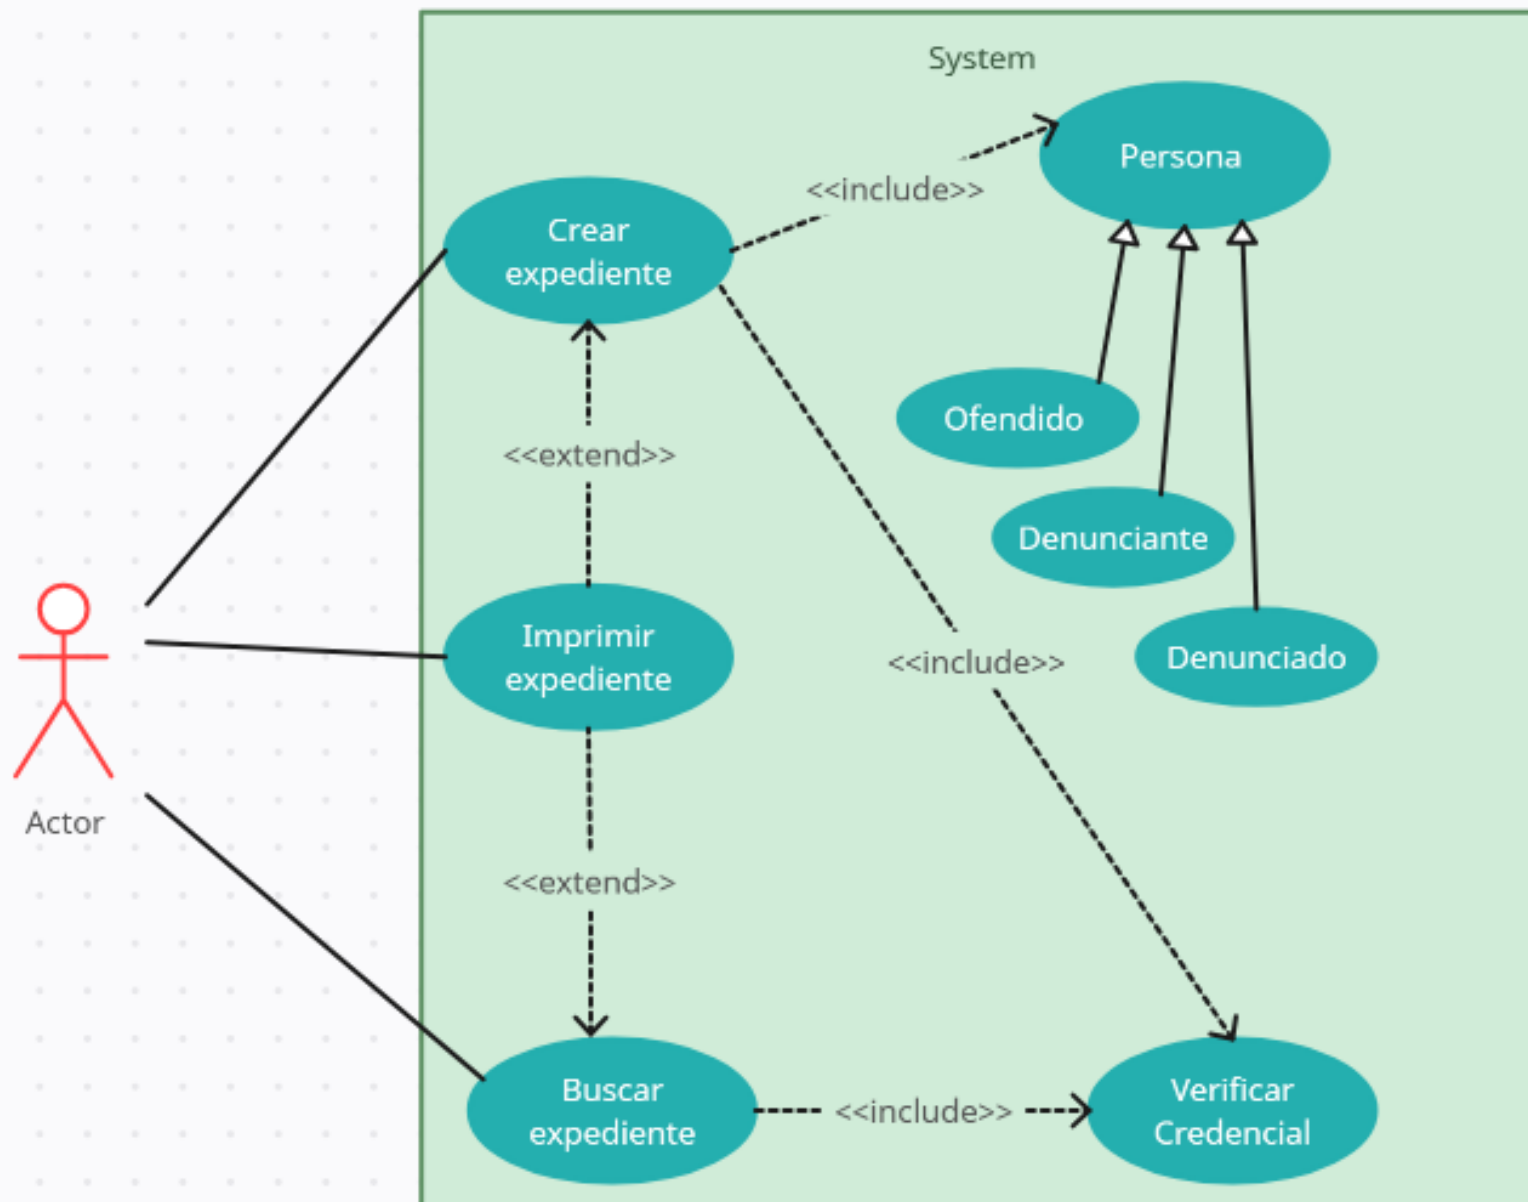 System
Persona
<<include>>
Crear
expediente
Ofendido
<<extend>>
Denunciante
Imprimir
expediente
<<include>>
Denunciado
Actor
<<extend>>
Buscar
expediente
<<include>>
Verificar
Credencial